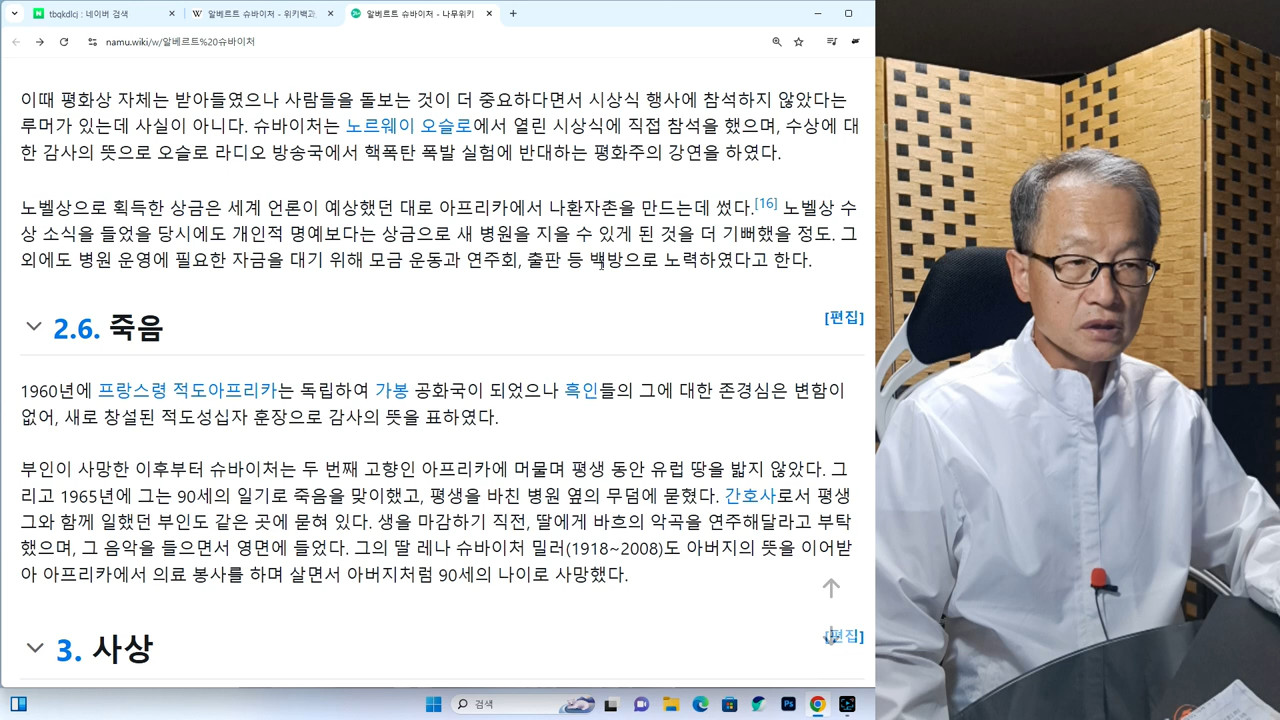 tbqkdlcj : 네이버 검색
알베르트 슈바이처 - 위키백과
알베르트 슈바이처 - 나무위키
namu.wiki/w/알베르트%20슈바이처
이때 평화상 자체는 받아들였으나 사람들을 돌보는 것이 더 중요하다면서 시상식 행사에 참석하지 않았다는
루머가 있는데 사실이 아니다. 슈바이처는 노르웨이 오슬로에서 열린 시상식에 직접 참석을 했으며, 수상에 대
한 감사의 뜻으로 오슬로 라디오 방송국에서 핵폭탄 폭발 실험에 반대하는 평화주의 강연을 하였다.
노벨상으로 획득한 상금은 세계 언론이 예상했던 대로 아프리카에서 나환자촌을 만드는데 썼다.[16] 노벨상 수
상 소식을 들었을 당시에도 개인적 명예보다는 상금으로 새 병원을 지을 수 있게 된 것을 더 기뻐했을 정도. 그
외에도 병원 운영에 필요한 자금을 대기 위해 모금 운동과 연주회, 출판 등 백방으로 노력하였다고 한다.
2.6. 죽음
[편집]
1960년에 프랑스령 적도아프리카는 독립하여 가봉 공화국이 되었으나 흑인들의 그에 대한 존경심은 변함이
없어, 새로 창설된 적도성십자 훈장으로 감사의 뜻을 표하였다.
부인이 사망한 이후부터 슈바이처는 두 번째 고향인 아프리카에 머물며 평생 동안 유럽 땅을 밟지 않았다. 그
리고 1965년에 그는 90세의 일기로 죽음을 맞이했고, 평생을 바친 병원 옆의 무덤에 묻혔다. 간호사로서 평생
그와 함께 일했던 부인도 같은 곳에 묻혀 있다. 생을 마감하기 직전, 딸에게 바흐의 악곡을 연주해달라고 부탁
했으며, 그 음악을 들으면서 영면에 들었다. 그의 딸 레나 슈바이처 밀러(1918~2008)도 아버지의 뜻을 이어받
아 아프리카에서 의료 봉사를 하며 살면서 아버지처럼 90세의 나이로 사망했다.
3. 사상
[편집]
검색
Ps